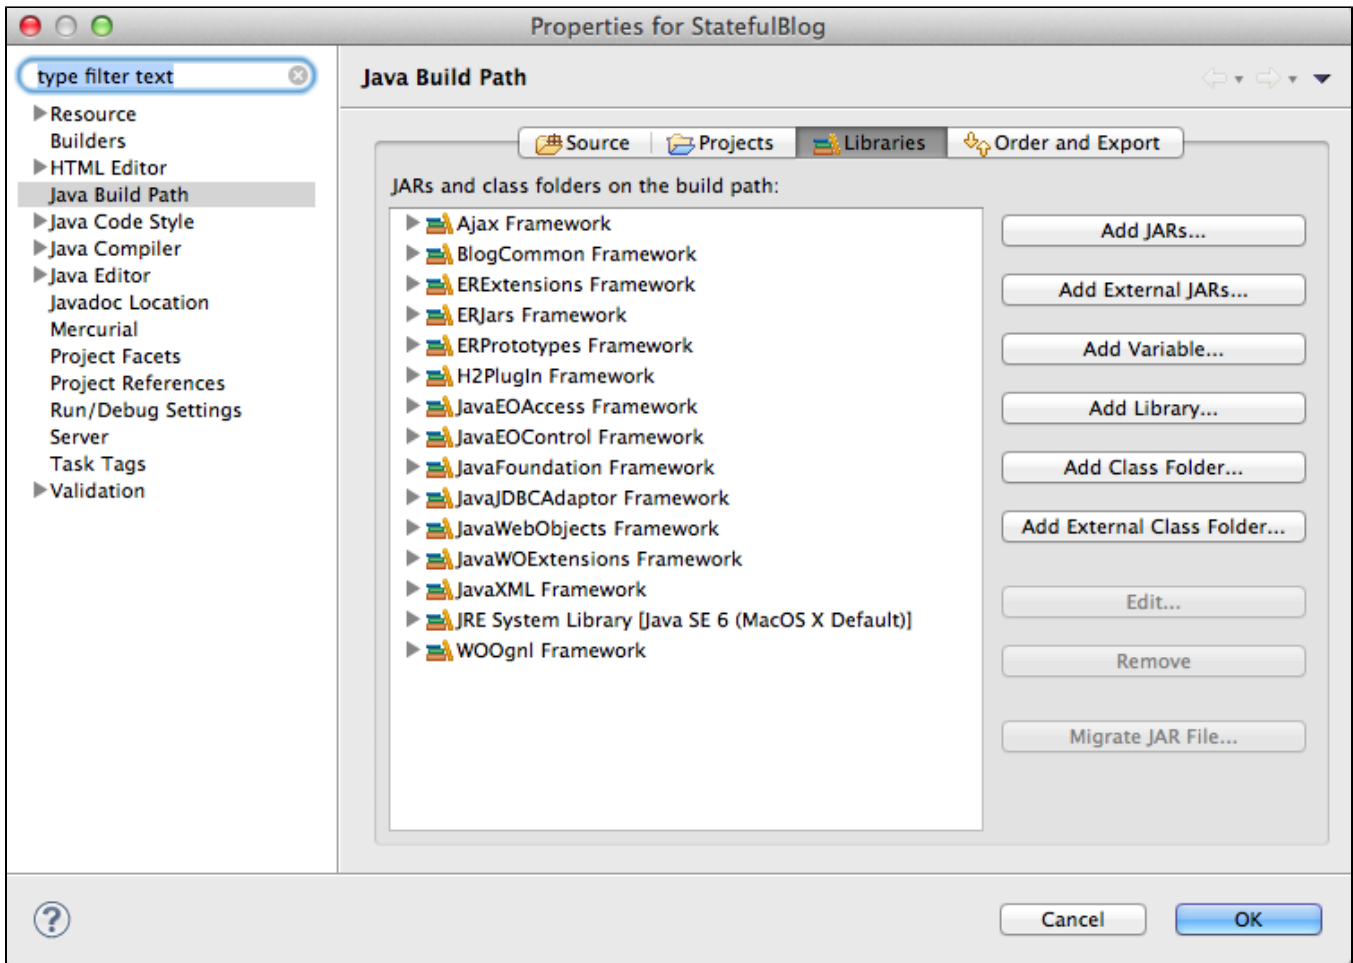 Properties for StatefulBlog
type filter text
Resource
Builders
HTML Editor
Java Build Path
Java Code Style
Java Compiler
Java Editor
Javadoc Location
Mercurial
Project Facets
Project References
Run/Debug Settings
Server
Task Tags
Validation
Java Build Path
Source Projects Libraries Order and Export
JARs and class folders on the build path:
Ajax Framework
BlogCommon Framework
ERExtensions Framework
ERJars Framework
ERPrototypes Framework
H2PlugIn Framework
JavaEOAccess Framework
JavaEOControl Framework
JavaFoundation Framework
JavaJDBCAdaptor Framework
JavaWebObjects Framework
JavaWOExtensions Framework
JavaXML Framework
JRE System Library [Java SE 6 (MacOS X Default)]
WOOgnl Framework
Add JARs...
Add External JARs...
Add Variable...
Add Library...
Add Class Folder...
Add External Class Folder...
Edit...
Remove
Migrate JAR File...
?
Cancel
OK